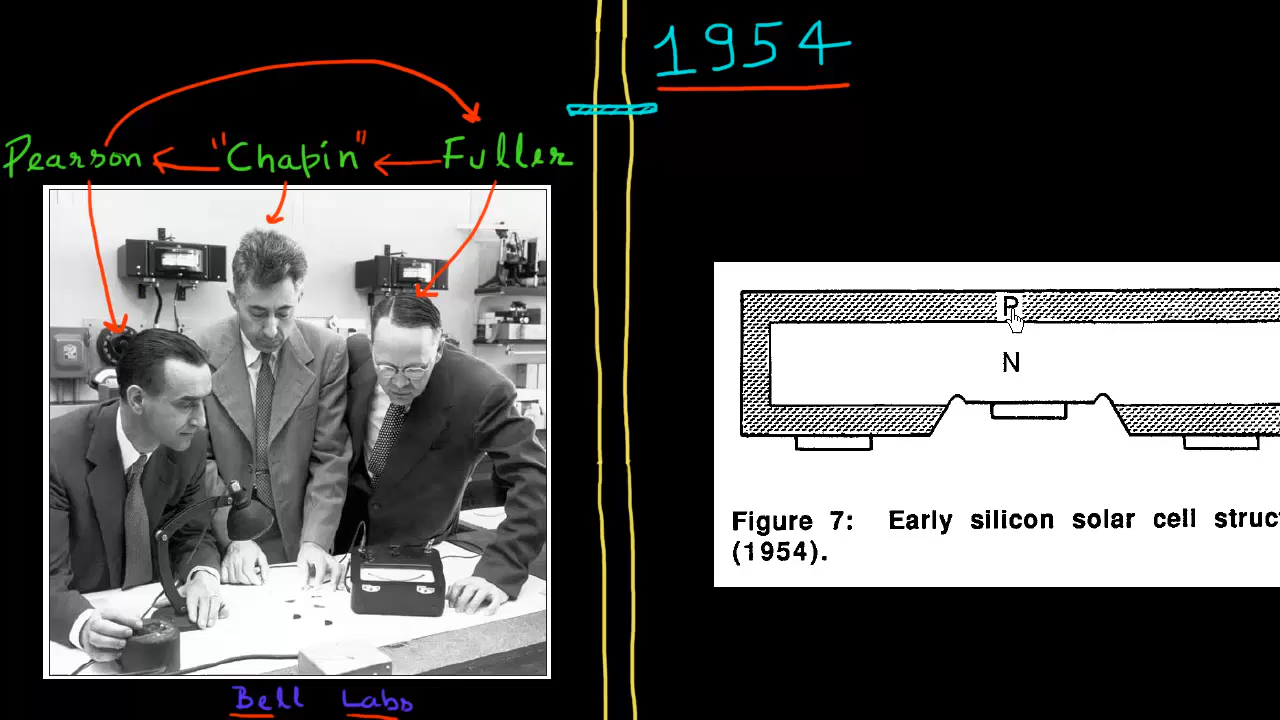 1954
Pearson "Chapin" Fuller
P
N
Figure 7: Early silicon solar cell struct
(1954).
Bell Labs